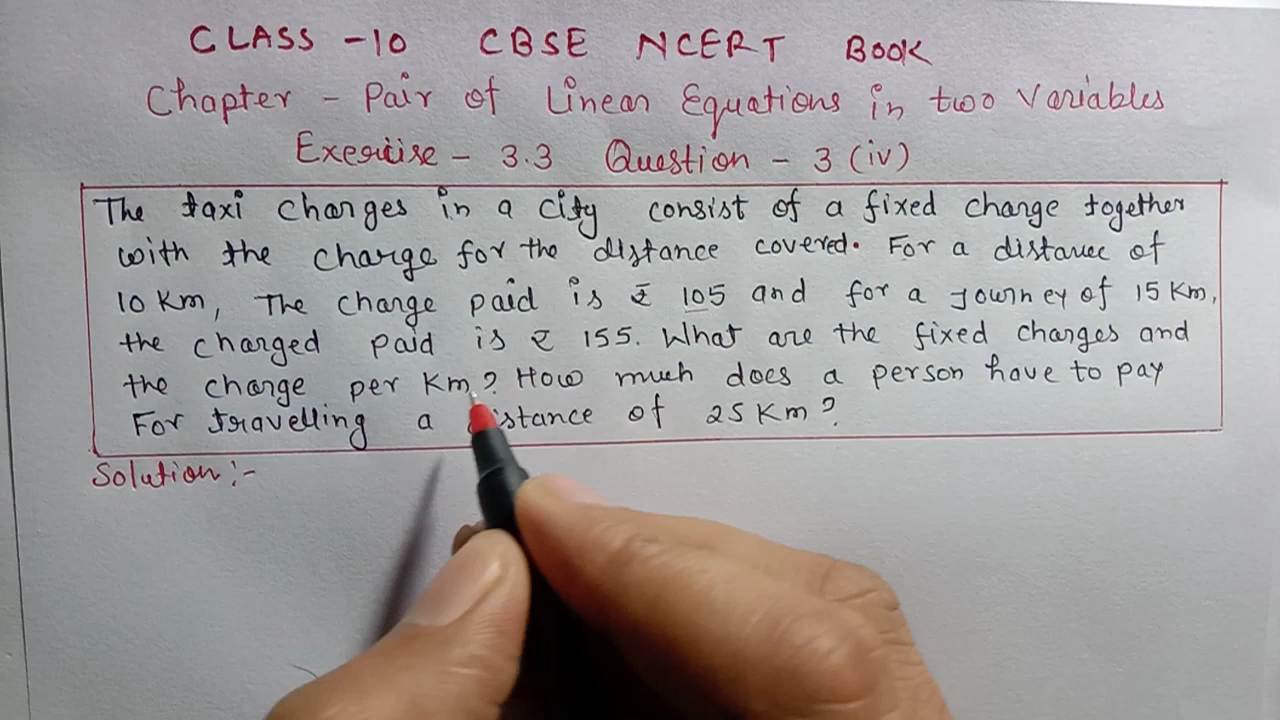 CLASS -10 CBSE NCERT BOOK
Chapter - Pair of Linear Equations in two Variables
Exercise - 3.3 Question - 3 (iv)
The taxi charges in a city consist of a fixed charge together
with the charge for the distance covered. For a distance of
10 Km, The charge paid is ₹ 105 and for a Journey of 15 Km,
the charged paid is ₹ 155. What are the fixed charges and
the charge per Km? How much does a person have to pay
For travelling a distance of 25 Km?
Solution :-